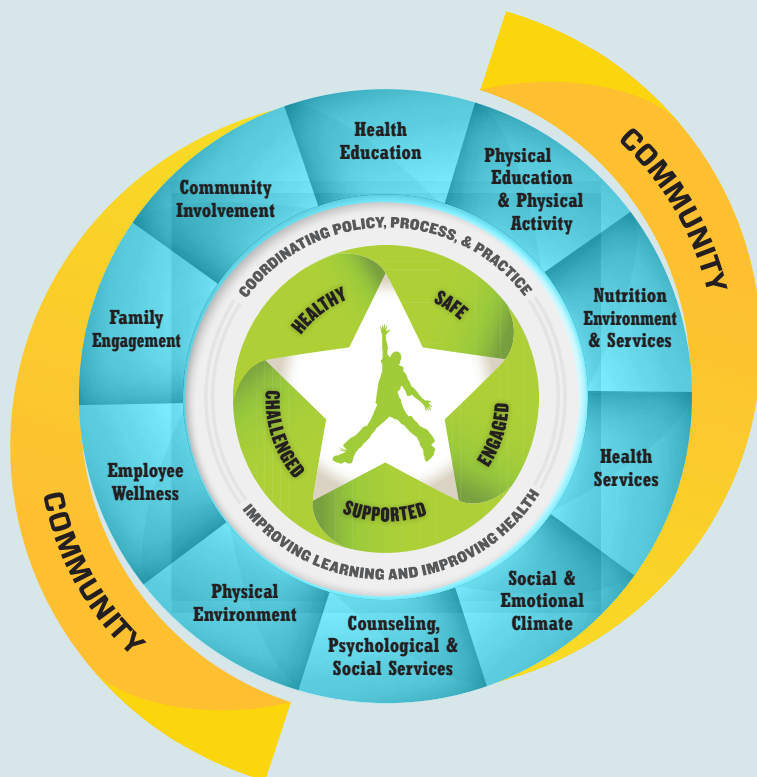 Health
Education
Physical
Education
& Physical
Activity
Nutrition
Environment
& Services
Health
Services
Social &
Emotional
Climate
Counseling,
Psychological &
Social Services
Physical
Environment
Employee
Wellness
Family
Engagement
Community
Involvement
COMMUNITY
COMMUNITY
COORDINATING POLICY, PROCESS, & PRACTICE
IMPROVING LEARNING AND IMPROVING HEALTH
HEALTHY
SAFE
ENGAGED
SUPPORTED
CHALLENGED